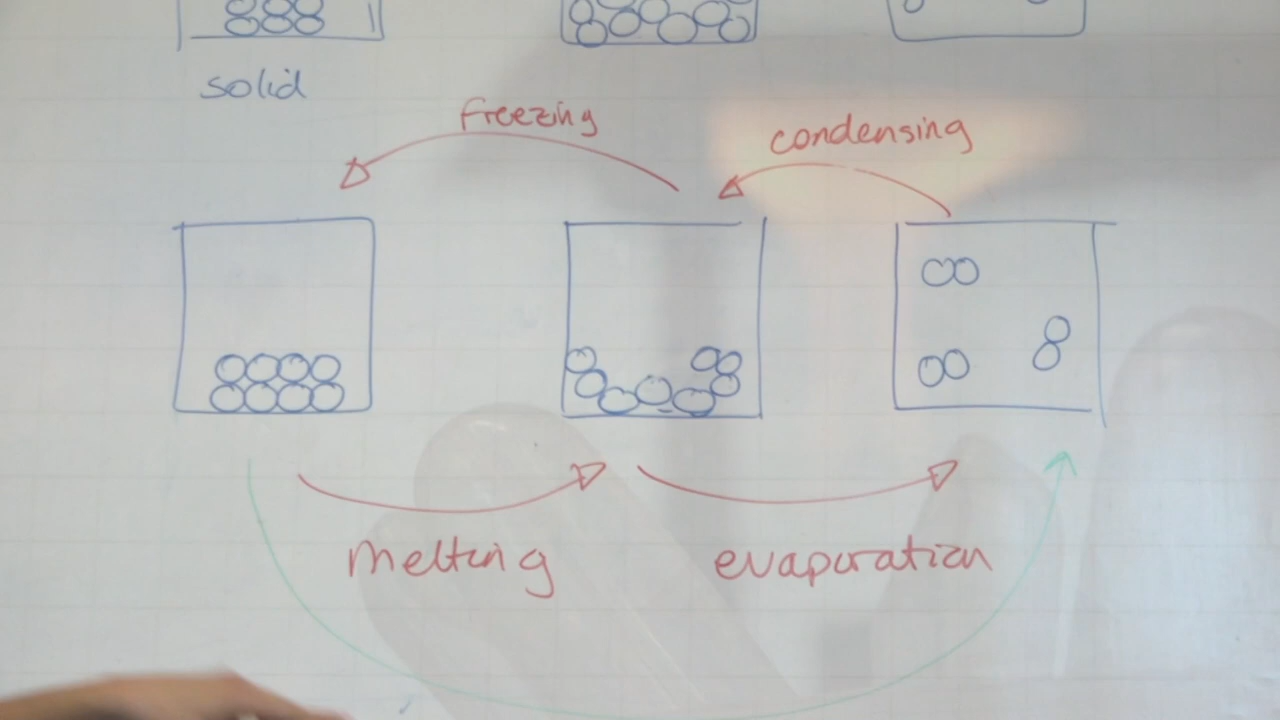 solid
freezing
condensing
melting
evaporation